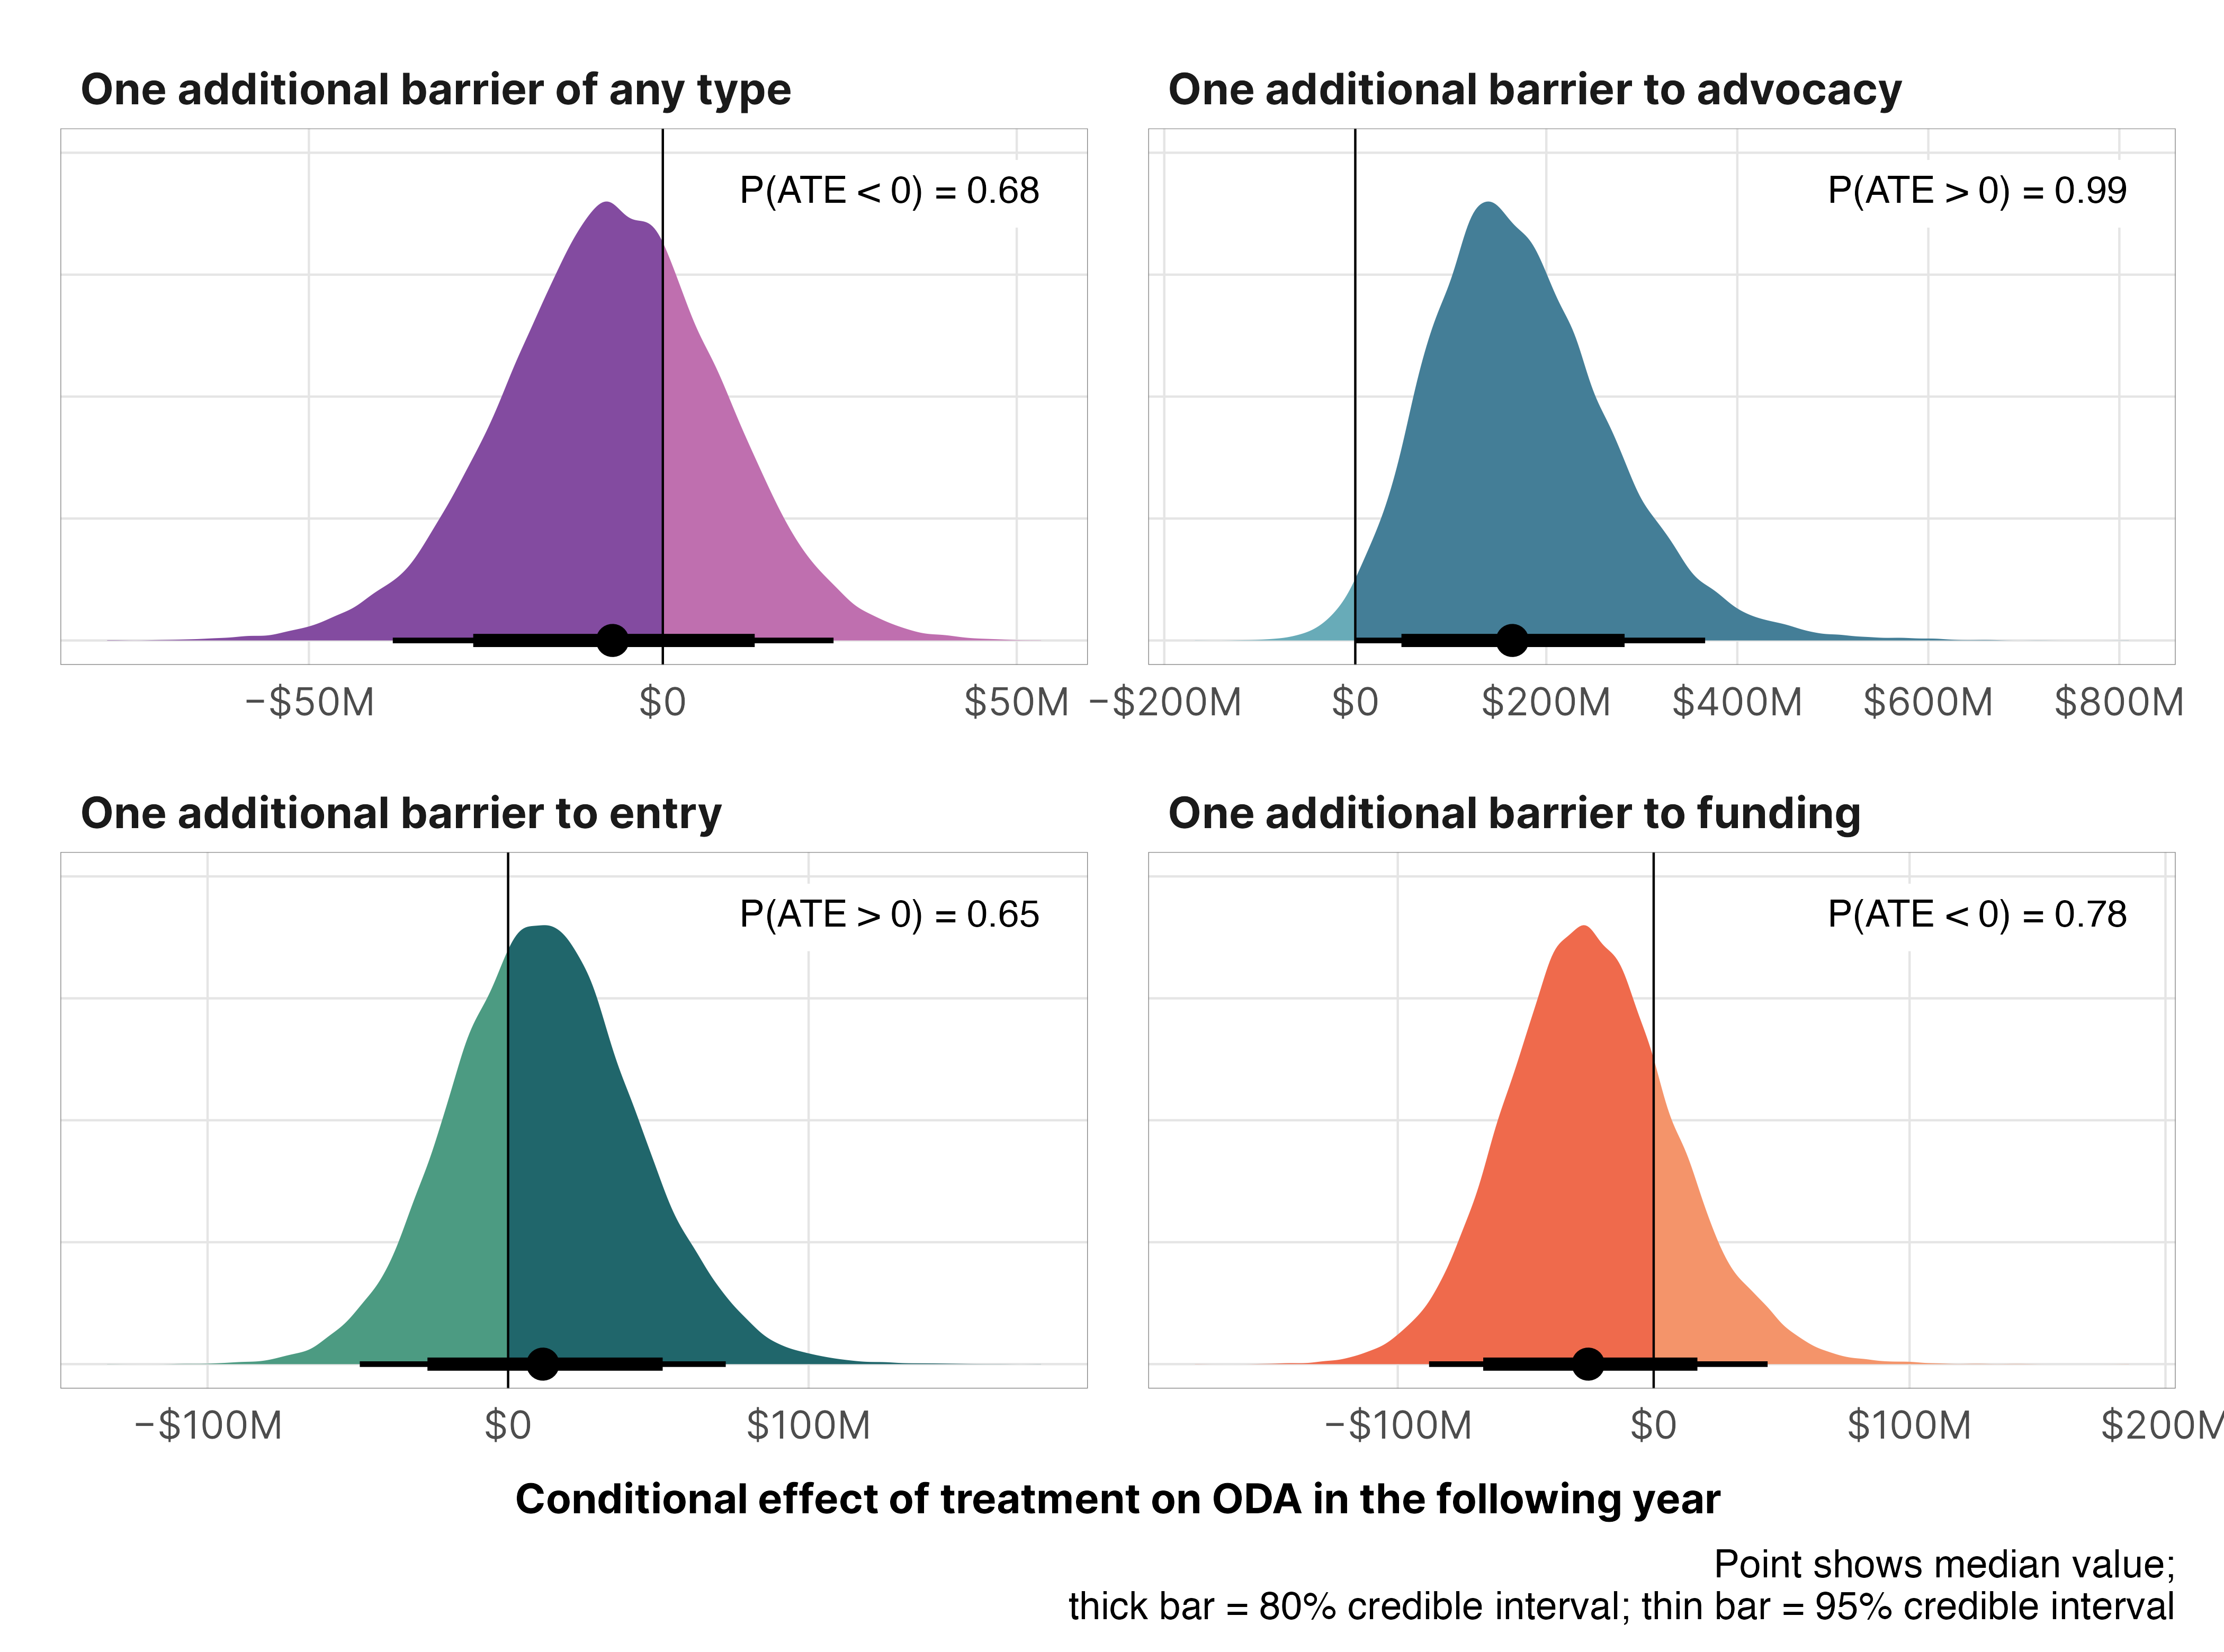 One additional barrier of any type
One additional barrier to advocacy
P(ATE < 0) = 0.68
P(ATE > 0) = 0.99
−$50M
$0
$50M
−$200M
$0
$200M
$400M
$600M
$800M
One additional barrier to entry
One additional barrier to funding
P(ATE > 0) = 0.65
P(ATE < 0) = 0.78
−$100M
$0
$100M
−$100M
$0
$100M
$200M
Conditional effect of treatment on ODA in the following year
Point shows median value;
thick bar = 80% credible interval; thin bar = 95% credible interval